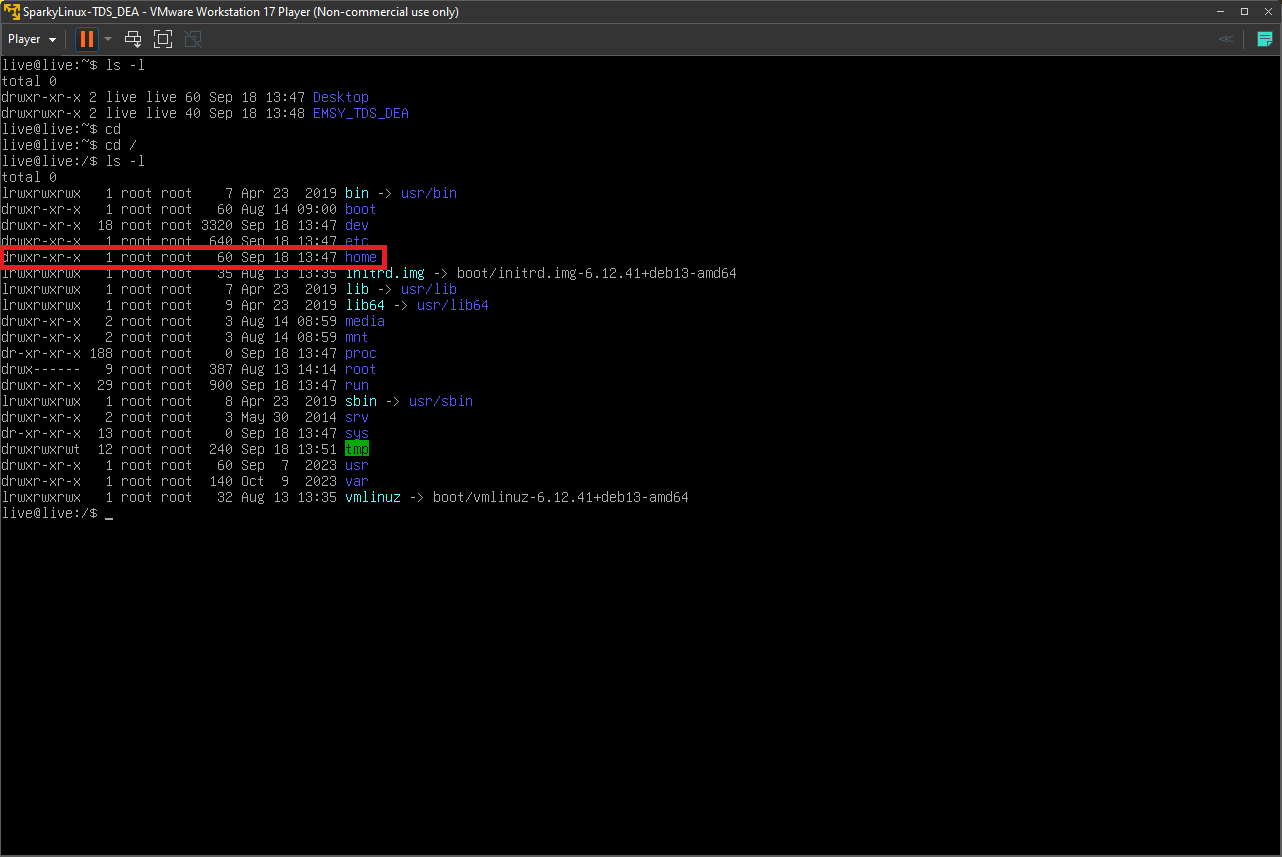 SparkyLinux-TDS_DEA - VMware Workstation 17 Player (Non-commercial use only)
Player
live@live:~$ ls -l
total 0
drwxr-xr-x 2 live live 60 Sep 18 13:47 Desktop
drwxrwxr-x 2 live live 40 Sep 18 13:48 EMSY_TDS_DEA
live@live:~$ cd
live@live:~$ cd /
live@live:/$ ls -l
total 0
lrwxrwxrwx   1 root root    7 Apr 23  2019 bin -> usr/bin
drwxr-xr-x   1 root root   60 Aug 14 09:00 boot
drwxr-xr-x  18 root root 3320 Sep 18 13:47 dev
drwxr-xr-x   1 root root  640 Sep 18 13:47 etc
drwxr-xr-x   1 root root   60 Sep 18 13:47 home
lrwxrwxrwx   1 root root   35 Aug 13 13:35 initrd.img -> boot/initrd.img-6.12.41+deb13-amd64
lrwxrwxrwx   1 root root    7 Apr 23  2019 lib -> usr/lib
lrwxrwxrwx   1 root root    9 Apr 23  2019 lib64 -> usr/lib64
drwxr-xr-x   2 root root    3 Aug 14 08:59 media
drwxr-xr-x   2 root root    3 Aug 14 08:59 mnt
dr-xr-xr-x 188 root root    0 Sep 18 13:47 proc
drwx------   9 root root  387 Aug 13 14:14 root
drwxr-xr-x  29 root root  900 Sep 18 13:47 run
lrwxrwxrwx   1 root root    8 Apr 23  2019 sbin -> usr/sbin
drwxr-xr-x   2 root root    3 May 30  2014 srv
dr-xr-xr-x  13 root root    0 Sep 18 13:47 sys
drwxrwxrwt  12 root root  240 Sep 18 13:51 tmp
drwxr-xr-x   1 root root   60 Sep  7  2023 usr
drwxr-xr-x   1 root root  140 Oct  9  2023 var
lrwxrwxrwx   1 root root   32 Aug 13 13:35 vmlinuz -> boot/vmlinuz-6.12.41+deb13-amd64
live@live:/$ _